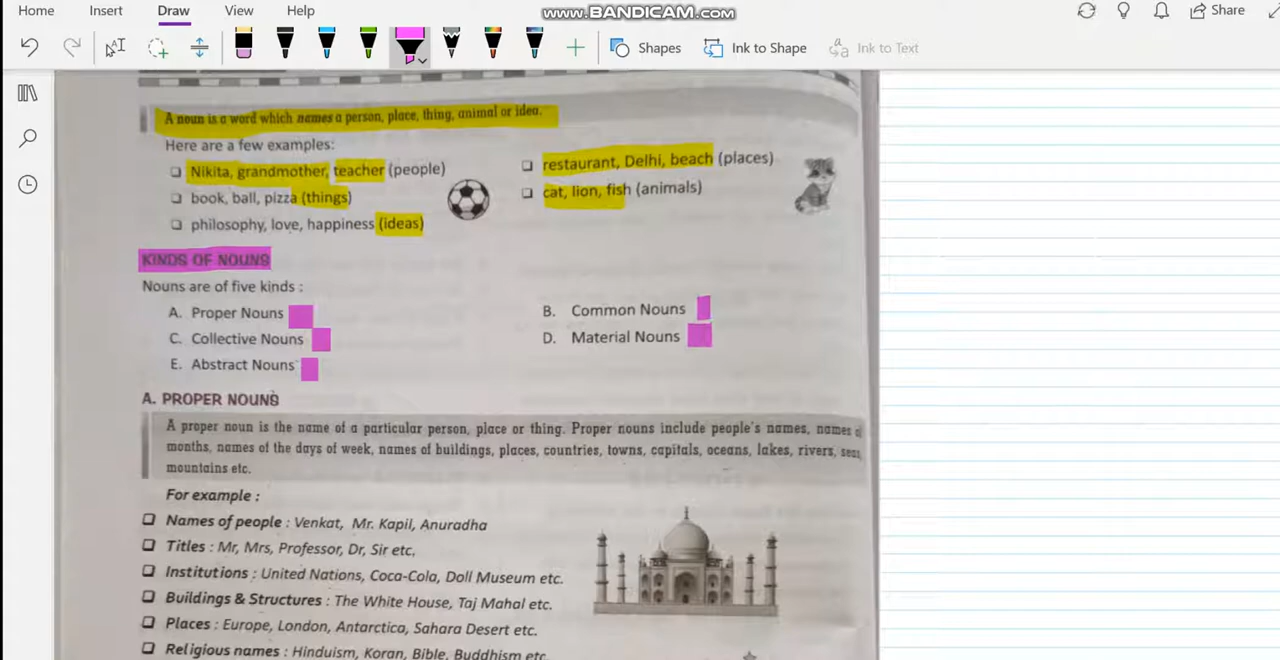 Home Insert Draw View Help
www.BANDICAM.com
Share
Shapes Ink to Shape Ink to Text
A noun is a word which names a person, place, thing, animal or idea.
Here are a few examples:
❑ Nikita, grandmother, teacher (people)
❑ restaurant, Delhi, beach (places)
❑ book, ball, pizza (things)
❑ cat, lion, fish (animals)
❑ philosophy, love, happiness (ideas)
KINDS OF NOUNS
Nouns are of five kinds :
A. Proper Nouns
B. Common Nouns
C. Collective Nouns
D. Material Nouns
E. Abstract Nouns
A. PROPER NOUNS
A proper noun is the name of a particular person, place or thing. Proper nouns include people's names, names
months, names of the days of week, names of buildings, places, countries, towns, capitals, oceans, lakes, rivers, seas,
mountains etc.
For example :
❑ Names of people : Venkat, Mr. Kapil, Anuradha
❑ Titles : Mr, Mrs, Professor, Dr, Sir etc.
❑ Institutions : United Nations, Coca-Cola, Doll Museum etc.
❑ Buildings & Structures : The White House, Taj Mahal etc.
❑ Places : Europe, London, Antarctica, Sahara Desert etc.
❑ Religious names : Hinduism, Koran, Bible, Buddhism etc